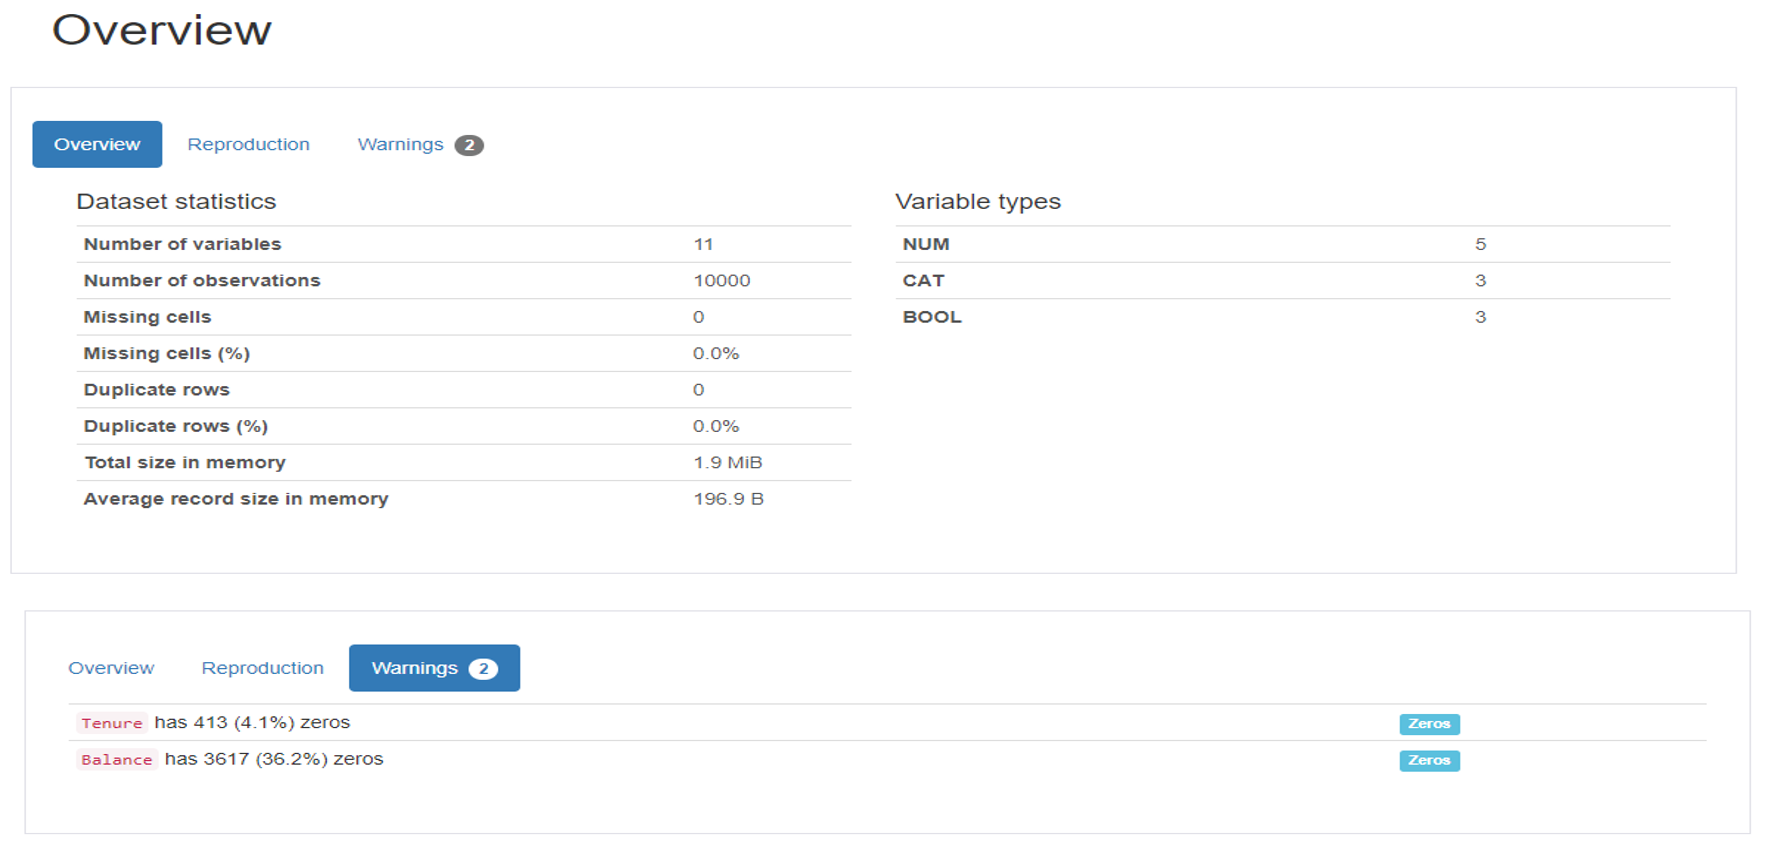 Overview
Overview Reproduction Warnings 2
Dataset statistics
Number of variables 11
Number of observations 10000
Missing cells 0
Missing cells (%) 0.0%
Duplicate rows 0
Duplicate rows (%) 0.0%
Total size in memory 1.9 MiB
Average record size in memory 196.9 B
Variable types
NUM 5
CAT 3
BOOL 3
Overview Reproduction Warnings 2
Tenure has 413 (4.1%) zeros Zeros
Balance has 3617 (36.2%) zeros Zeros